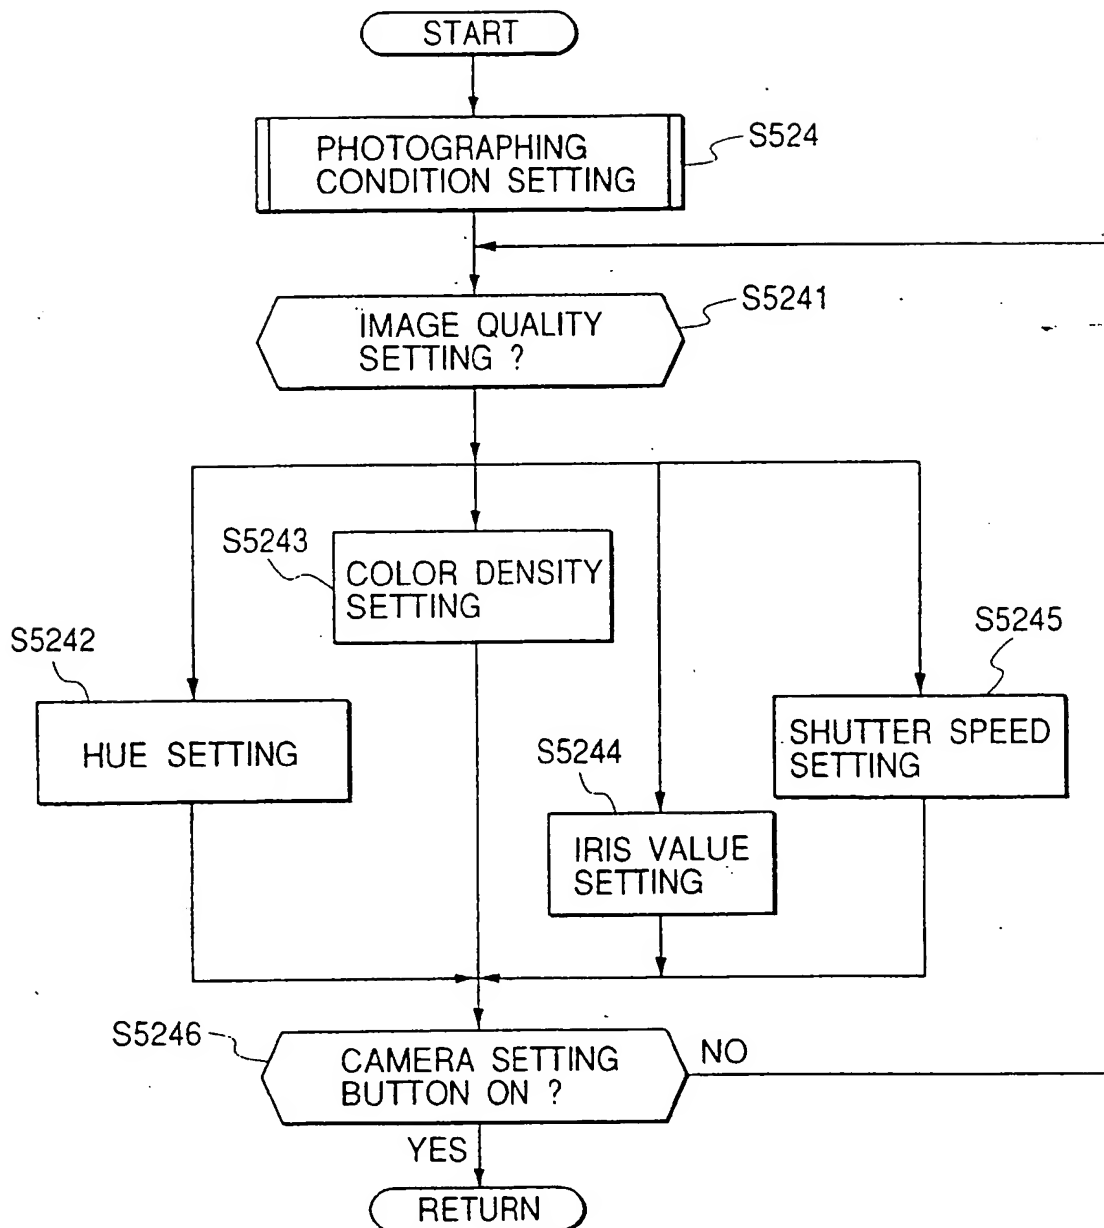 START
PHOTOGRAPHING
CONDITION SETTING
S524
IMAGE QUALITY
SETTING ?
S5241
S5243
COLOR DENSITY
SETTING
S5242
HUE SETTING
S5245
SHUTTER SPEED
SETTING
S5244
IRIS VALUE
SETTING
S5246
CAMERA SETTING
BUTTON ON ?
NO
YES
RETURN